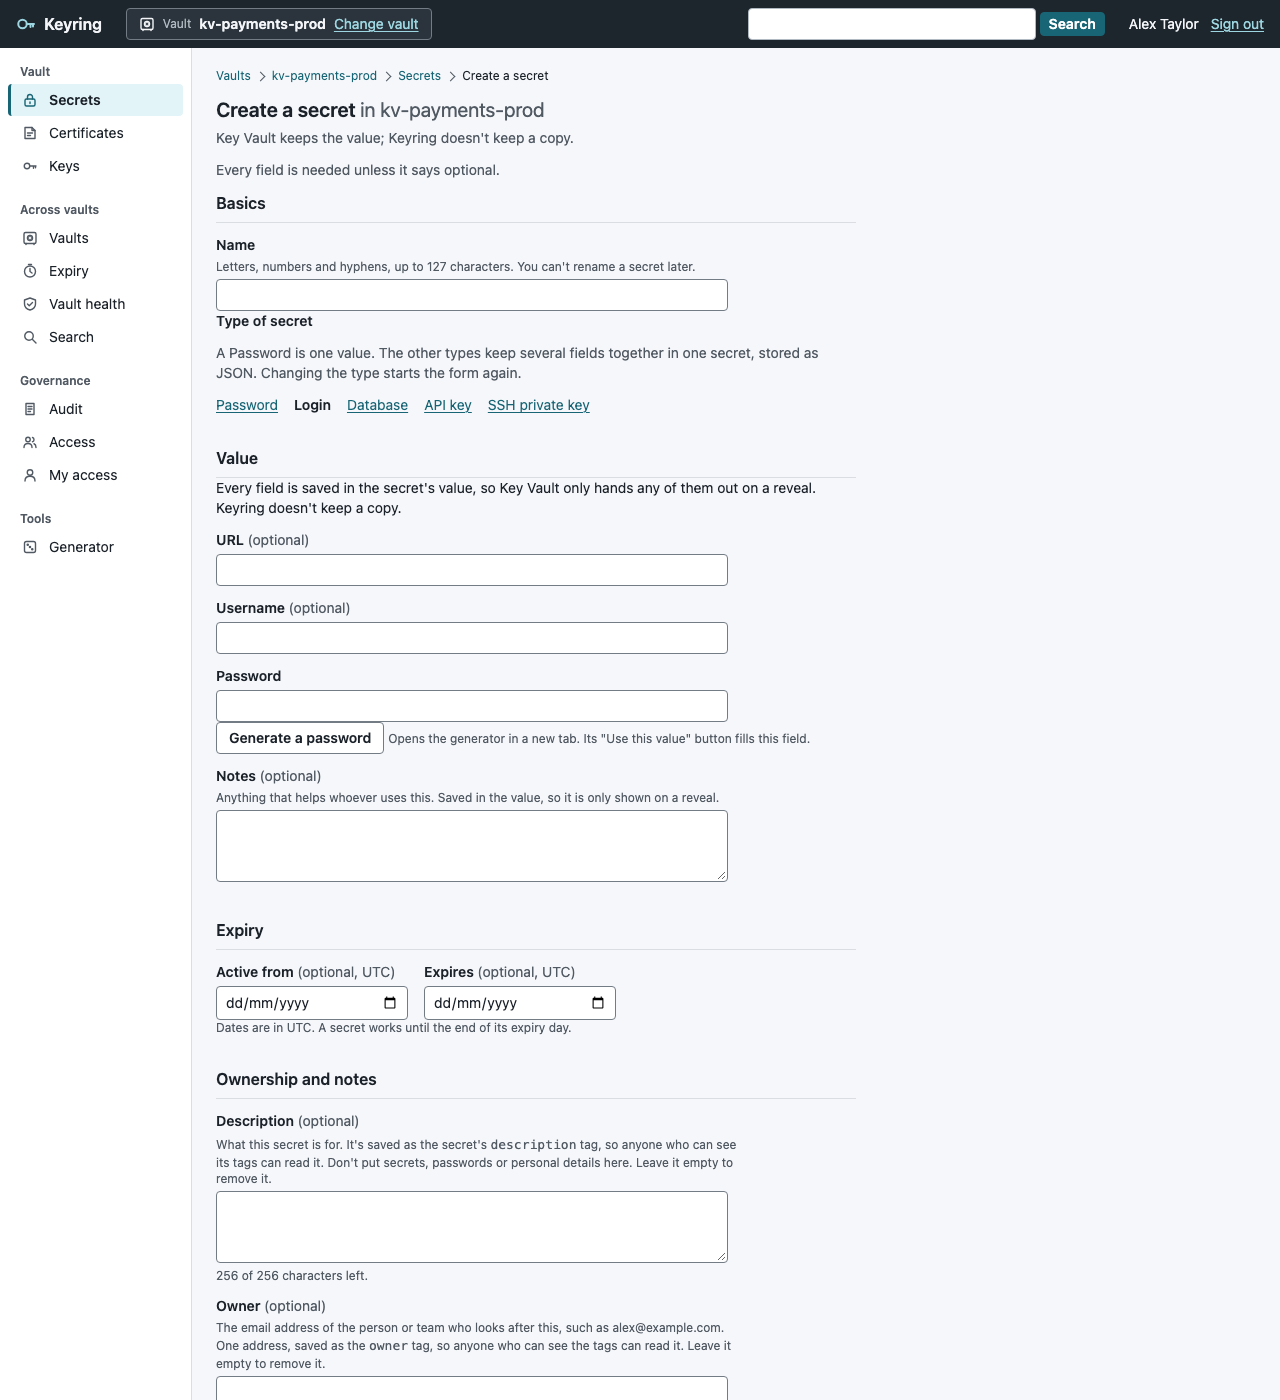 Keyring
Vault kv-payments-prod Change vault
Search
Alex Taylor Sign out
Vault
Secrets
Certificates
Keys
Across vaults
Vaults
Expiry
Vault health
Search
Governance
Audit
Access
My access
Tools
Generator
Vaults > kv-payments-prod > Secrets > Create a secret
Create a secret in kv-payments-prod
Key Vault keeps the value; Keyring doesn't keep a copy.
Every field is needed unless it says optional.
Basics
Name
Letters, numbers and hyphens, up to 127 characters. You can't rename a secret later.
Type of secret
A Password is one value. The other types keep several fields together in one secret, stored as
JSON. Changing the type starts the form again.
Password Login Database API key SSH private key
Value
Every field is saved in the secret's value, so Key Vault only hands any of them out on a reveal.
Keyring doesn't keep a copy.
URL (optional)
Username (optional)
Password
Generate a password Opens the generator in a new tab. Its "Use this value" button fills this field.
Notes (optional)
Anything that helps whoever uses this. Saved in the value, so it is only shown on a reveal.
Expiry
Active from (optional, UTC) Expires (optional, UTC)
dd/mm/yyyy dd/mm/yyyy
Dates are in UTC. A secret works until the end of its expiry day.
Ownership and notes
Description (optional)
What this secret is for. It's saved as the secret's description tag, so anyone who can see
its tags can read it. Don't put secrets, passwords or personal details here. Leave it empty to
remove it.
256 of 256 characters left.
Owner (optional)
The email address of the person or team who looks after this, such as alex@example.com.
One address, saved as the owner tag, so anyone who can see the tags can read it. Leave it
empty to remove it.